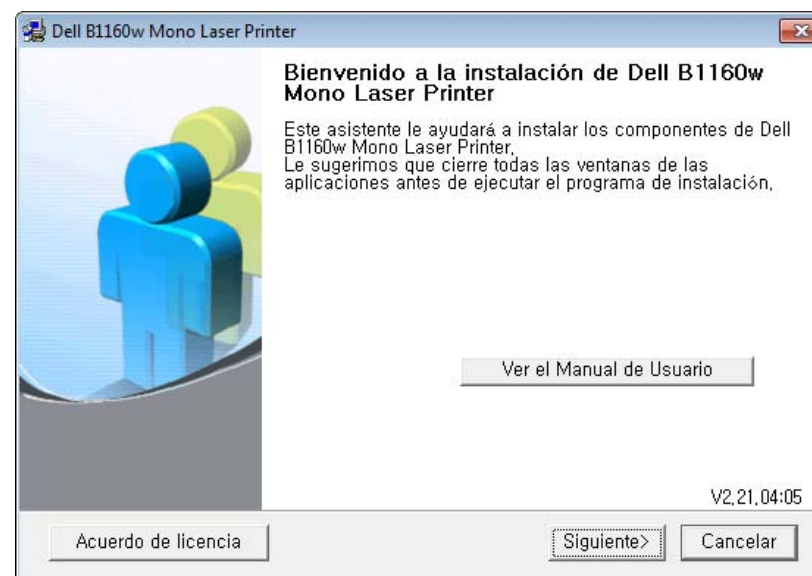 Dell B1160w Mono Laser Printer
Bienvenido a la instalación de Dell B1160w
Mono Laser Printer
Este asistente le ayudará a instalar los componentes de Dell
B1160w Mono Laser Printer,
Le sugerimos que cierre todas las ventanas de las
aplicaciones antes de ejecutar el programa de instalación,
Ver el Manual de Usuario
V2,21,04:05
Acuerdo de licencia
Siguiente>
Cancelar